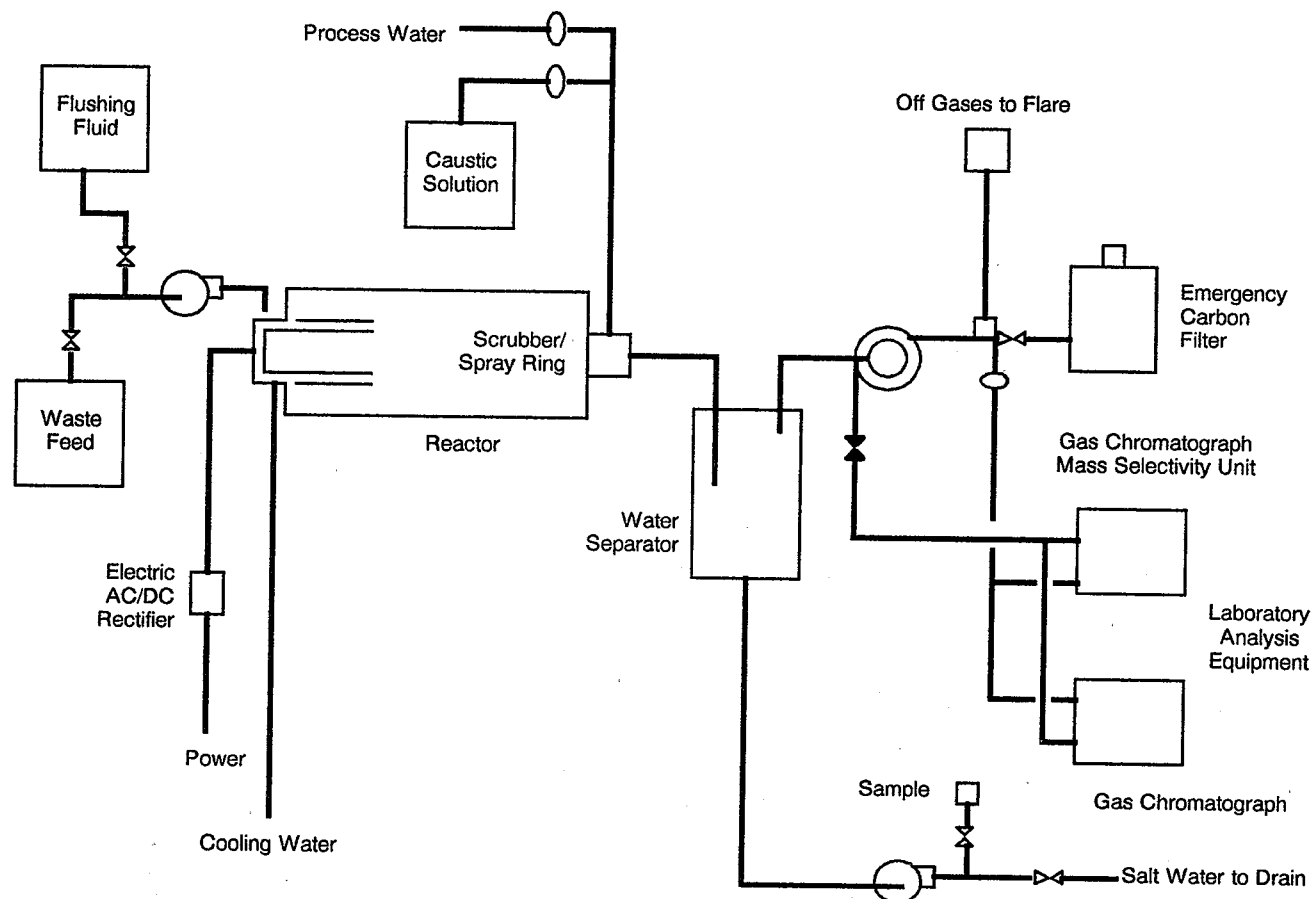 Process Water
Flushing
Fluid
Caustic
Solution
Off Gases to Flare
Emergency
Carbon
Filter
Scrubber/
Spray Ring
Waste
Feed
Reactor
Gas Chromatograph
Mass Selectivity Unit
Water
Separator
Electric
AC/DC
Rectifier
Laboratory
Analysis
Equipment
Power
Sample
Gas Chromatograph
Cooling Water
Salt Water to Drain